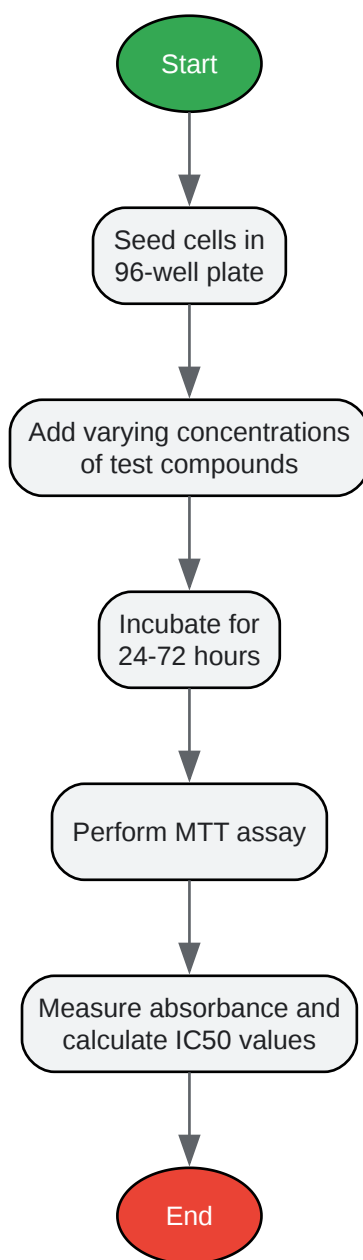 Start
Seed cells in
96-well plate
Add varying concentrations
of test compounds
Incubate for
24-72 hours
Perform MTT assay
Measure absorbance and
calculate IC50 values
End